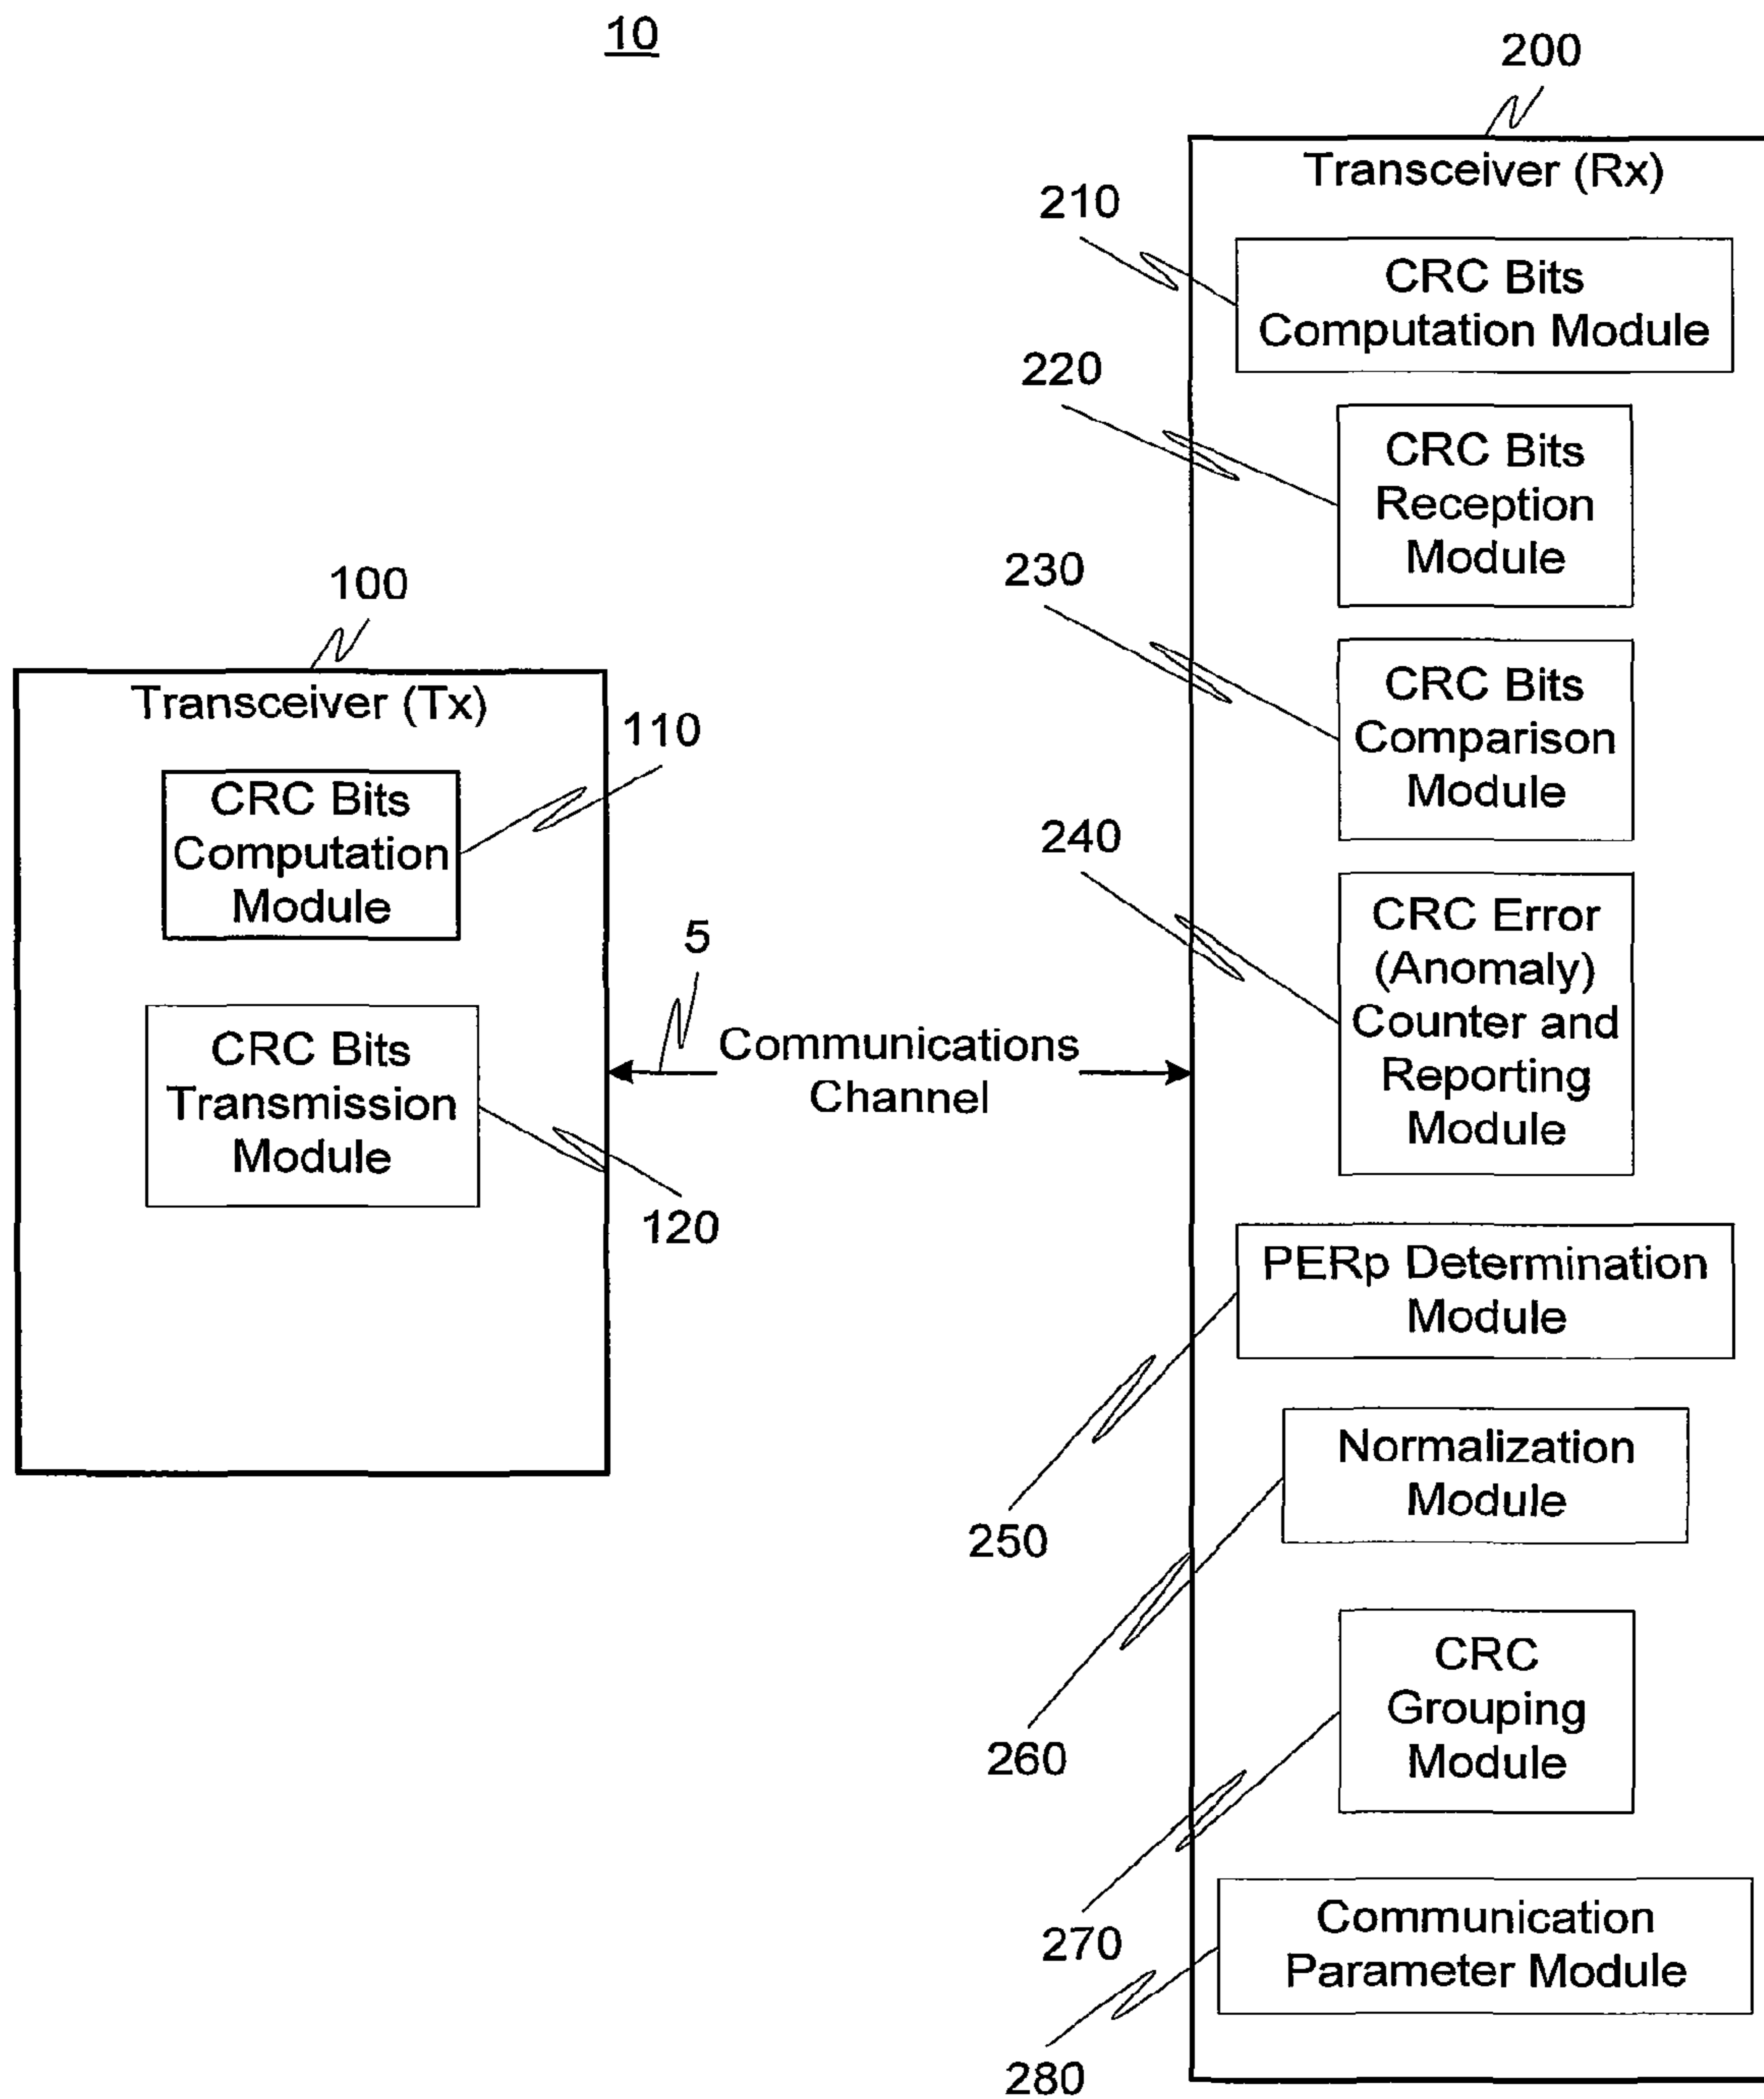 10
200
Transceiver (Rx)
210
CRC Bits
Computation Module
220
CRC Bits
Reception
Module
230
CRC Bits
Comparison
Module
240
CRC Error
(Anomaly)
Counter and
Reporting
Module
100
Transceiver (Tx)
110
CRC Bits
Computation
Module
5
Communications
Channel
CRC Bits
Transmission
Module
120
PERp Determination
Module
250
Normalization
Module
260
CRC
Grouping
Module
270
Communication
Parameter Module
280